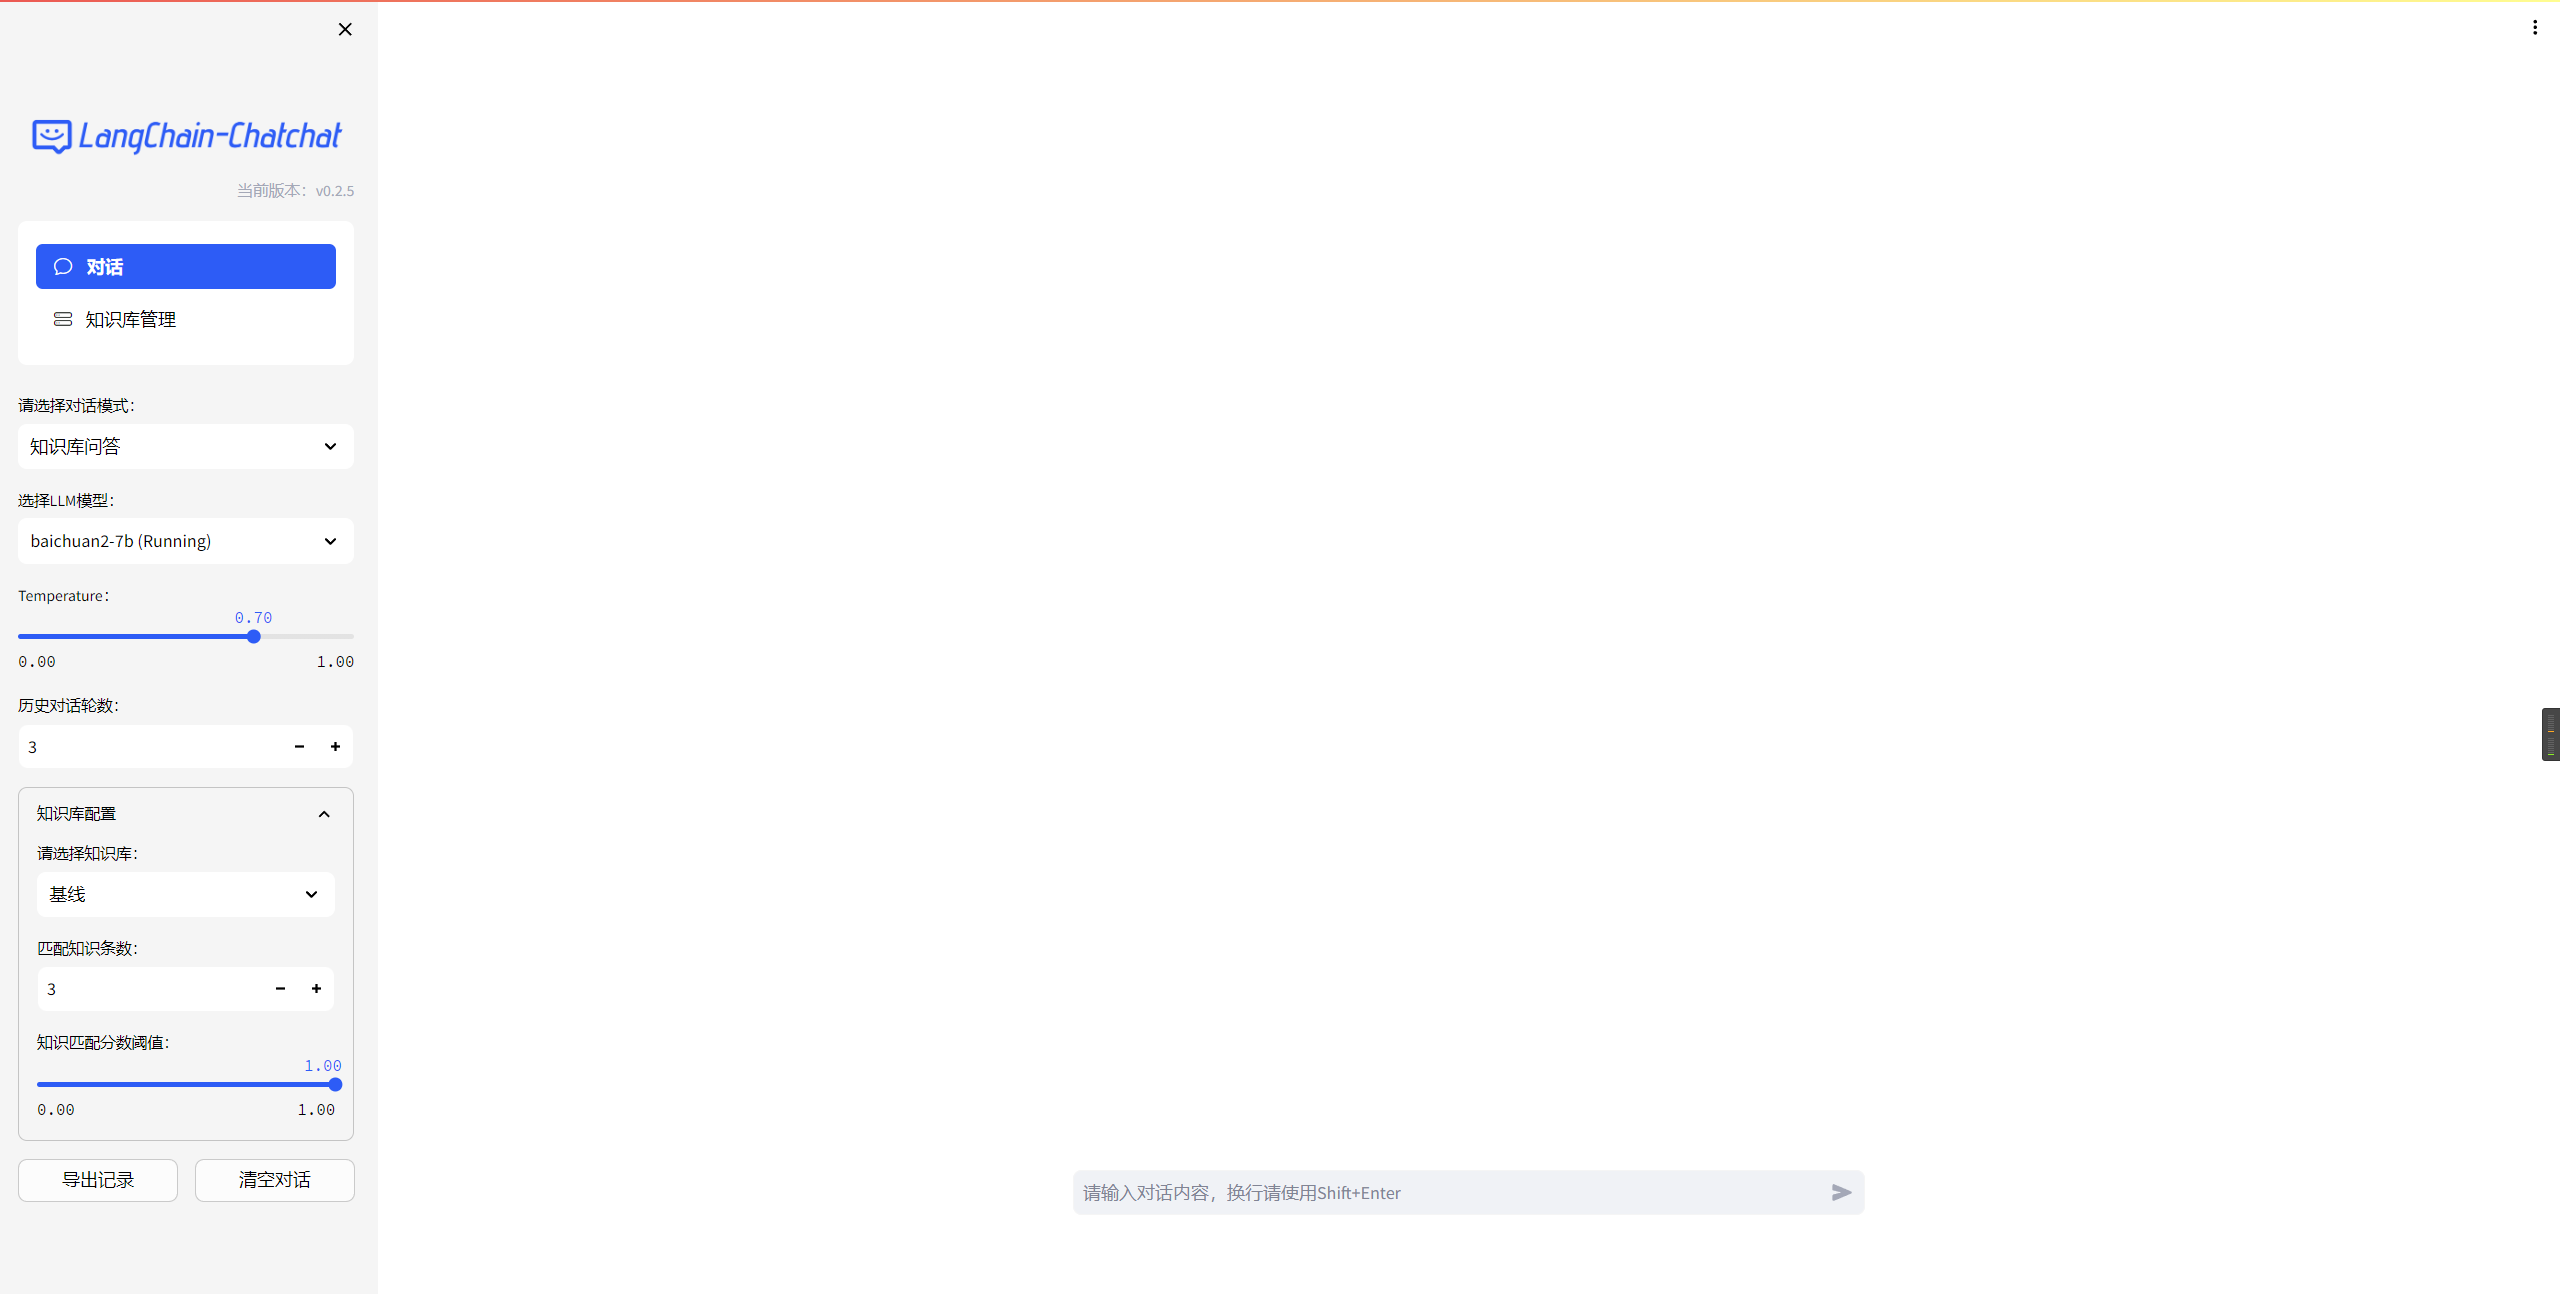 LangChain-Chatchat
当前版本：v0.2.5
对话
知识库管理
请选择对话模式：
知识库问答
选择LLM模型：
baichuan2-7b (Running)
Temperature：
0.70
0.00 1.00
历史对话轮数：
3
知识库配置
请选择知识库：
基线
匹配知识条数：
3
知识匹配分数阈值：
1.00
0.00 1.00
导出记录 清空对话
请输入对话内容，换行请使用Shift+Enter